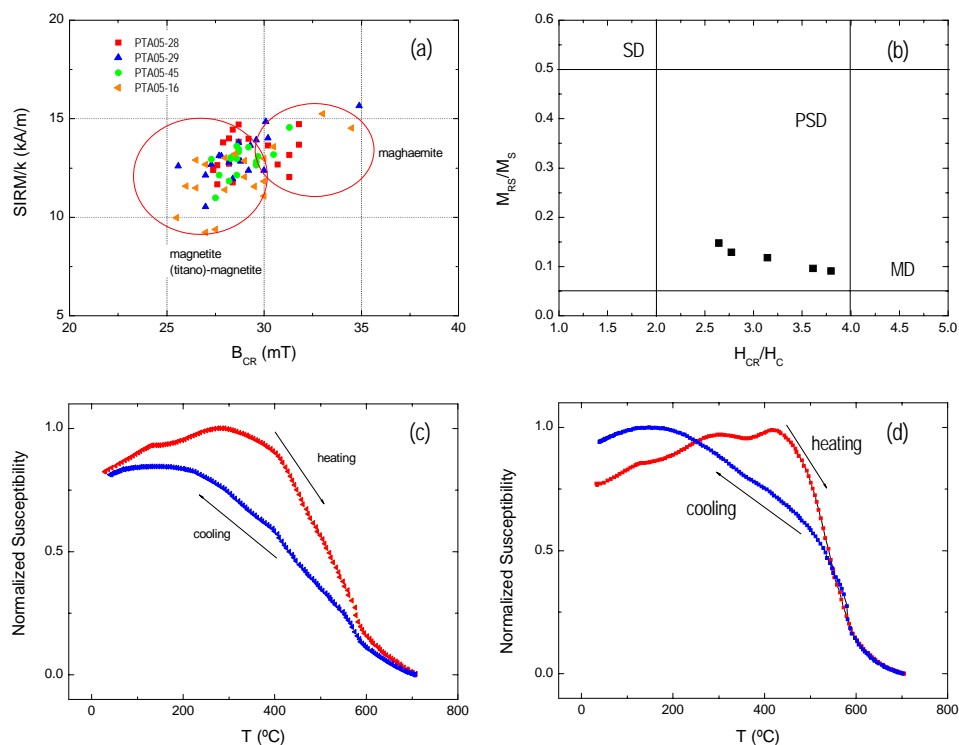 (a)
PTA05-28
PTA05-29
PTA05-45
PTA05-16
maghaemite
magnetite
(titano)-magnetite
SIRM/k (kA/m)
20
15
10
5
20 25 30 35 40
B_CR (mT)
(b)
SD
PSD
MD
M_RS/M_S
0.6
0.5
0.4
0.3
0.2
0.1
0.0
1.0 1.5 2.0 2.5 3.0 3.5 4.0 4.5 5.0
H_CR/H_C
(c)
heating
cooling
Normalized Susceptibility
1.0
0.5
0.0
0 200 400 600 800
T (ºC)
(d)
heating
cooling
Normalized Susceptibility
1.0
0.5
0.0
0 200 400 600 800
T (ºC)